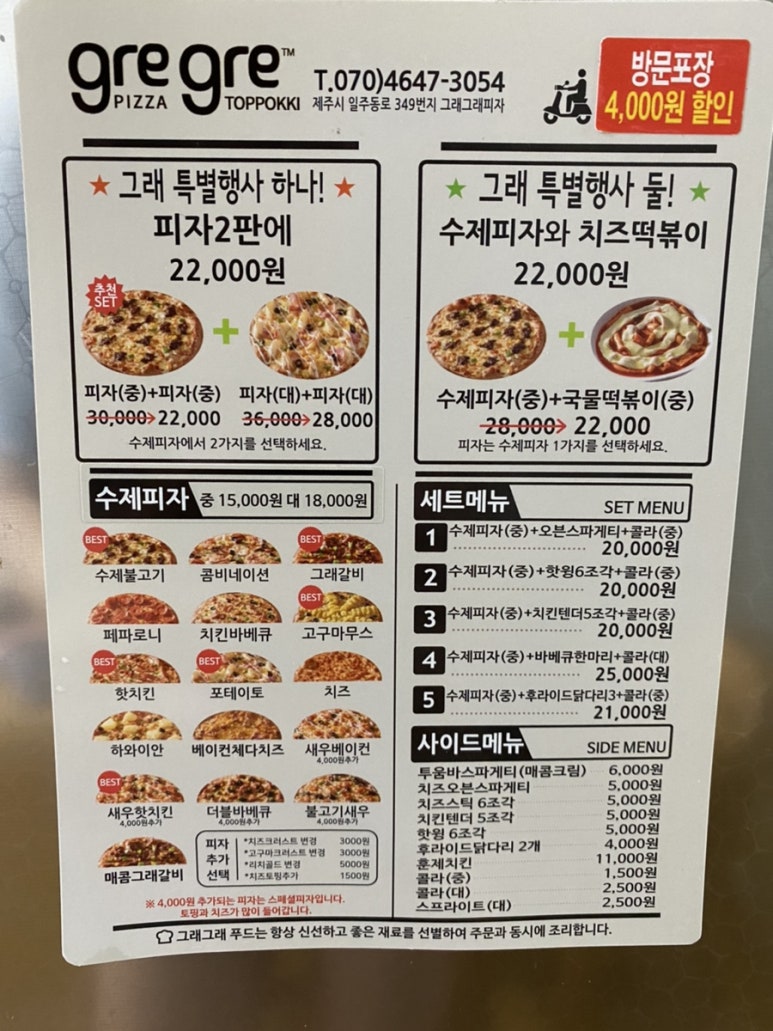 gre gre™
PIZZA TOPPOKKI
T.070)4647-3054
제주시 일주동로 349번지 그래그래피자
방문포장
4,000원 할인
★ 그래 특별행사 하나! ★
피자2판에
22,000원
추천
SET
+
피자(중)+피자(중) 피자(대)+피자(대)
30,000→22,000 36,000→28,000
수제피자에서 2가지를 선택하세요.
★ 그래 특별행사 둘! ★
수제피자와 치즈떡볶이
22,000원
+
수제피자(중)+국물떡볶이(중)
28,000→ 22,000
피자는 수제피자 1가지를 선택하세요.
수제피자 중 15,000원 대 18,000원
BEST BEST
수제불고기 콤비네이션 그래갈비
BEST
페파로니 치킨바베큐 고구마무스
BEST BEST
핫치킨 포테이토 치즈
하와이안 베이컨체다치즈 새우베이컨
4,000원추가
BEST
새우핫치킨 더블바베큐 불고기새우
4,000원추가 4,000원추가 4,000원추가
매콤그래갈비
피자
추가
선택
*치즈크러스트 변경 3000원
*고구마크러스트 변경 3000원
*리치골드 변경 5000원
*치즈토핑추가 1500원
※ 4,000원 추가되는 피자는 스페셜피자입니다.
토핑과 치즈가 많이 들어갑니다.
세트메뉴 SET MENU
1 수제피자(중)+오븐스파게티+콜라(중)
20,000원
2 수제피자(중)+핫윙6조각+콜라(중)
20,000원
3 수제피자(중)+치킨텐더5조각+콜라(중)
20,000원
4 수제피자(중)+바베큐한마리+콜라(대)
25,000원
5 수제피자(중)+후라이드닭다리3+콜라(중)
21,000원
사이드메뉴 SIDE MENU
투움바스파게티(매콤크림) 6,000원
치즈오븐스파게티 5,000원
치즈스틱 6조각 5,000원
치킨텐더 5조각 5,000원
핫윙 6조각 5,000원
후라이드닭다리 2개 4,000원
훈제치킨 11,000원
콜라(중) 1,500원
콜라(대) 2,500원
스프라이트(대) 2,500원
그래그래 푸드는 항상 신선하고 좋은 재료를 선별하여 주문과 동시에 조리합니다.